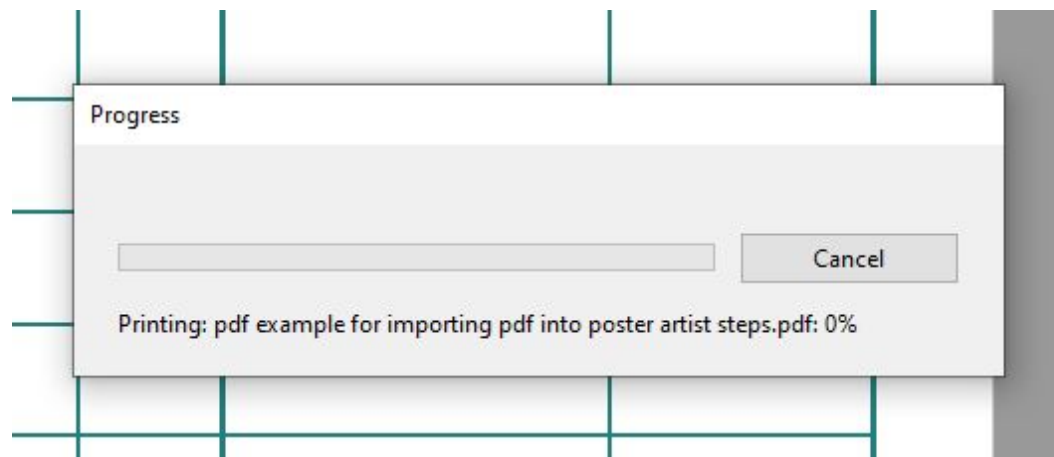 Progress
Cancel
Printing: pdf example for importing pdf into poster artist steps.pdf: 0%